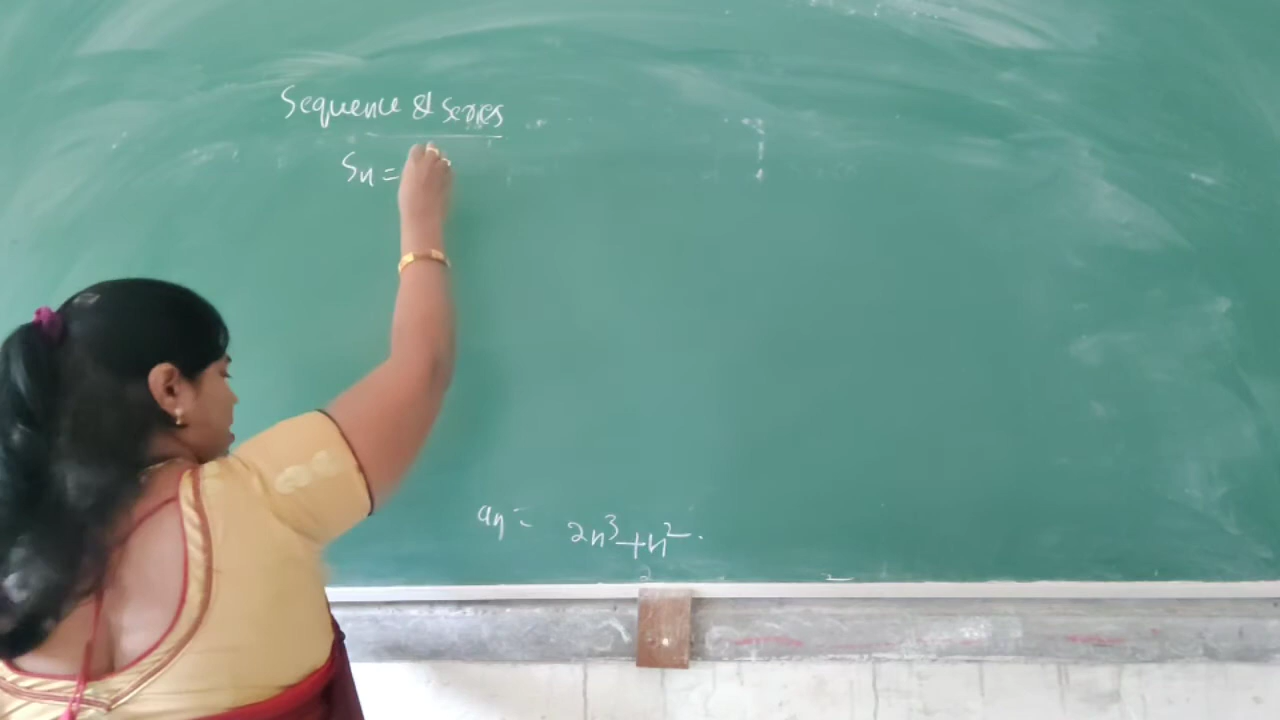 Sequence & series
Sn =
an = 2n³+n².